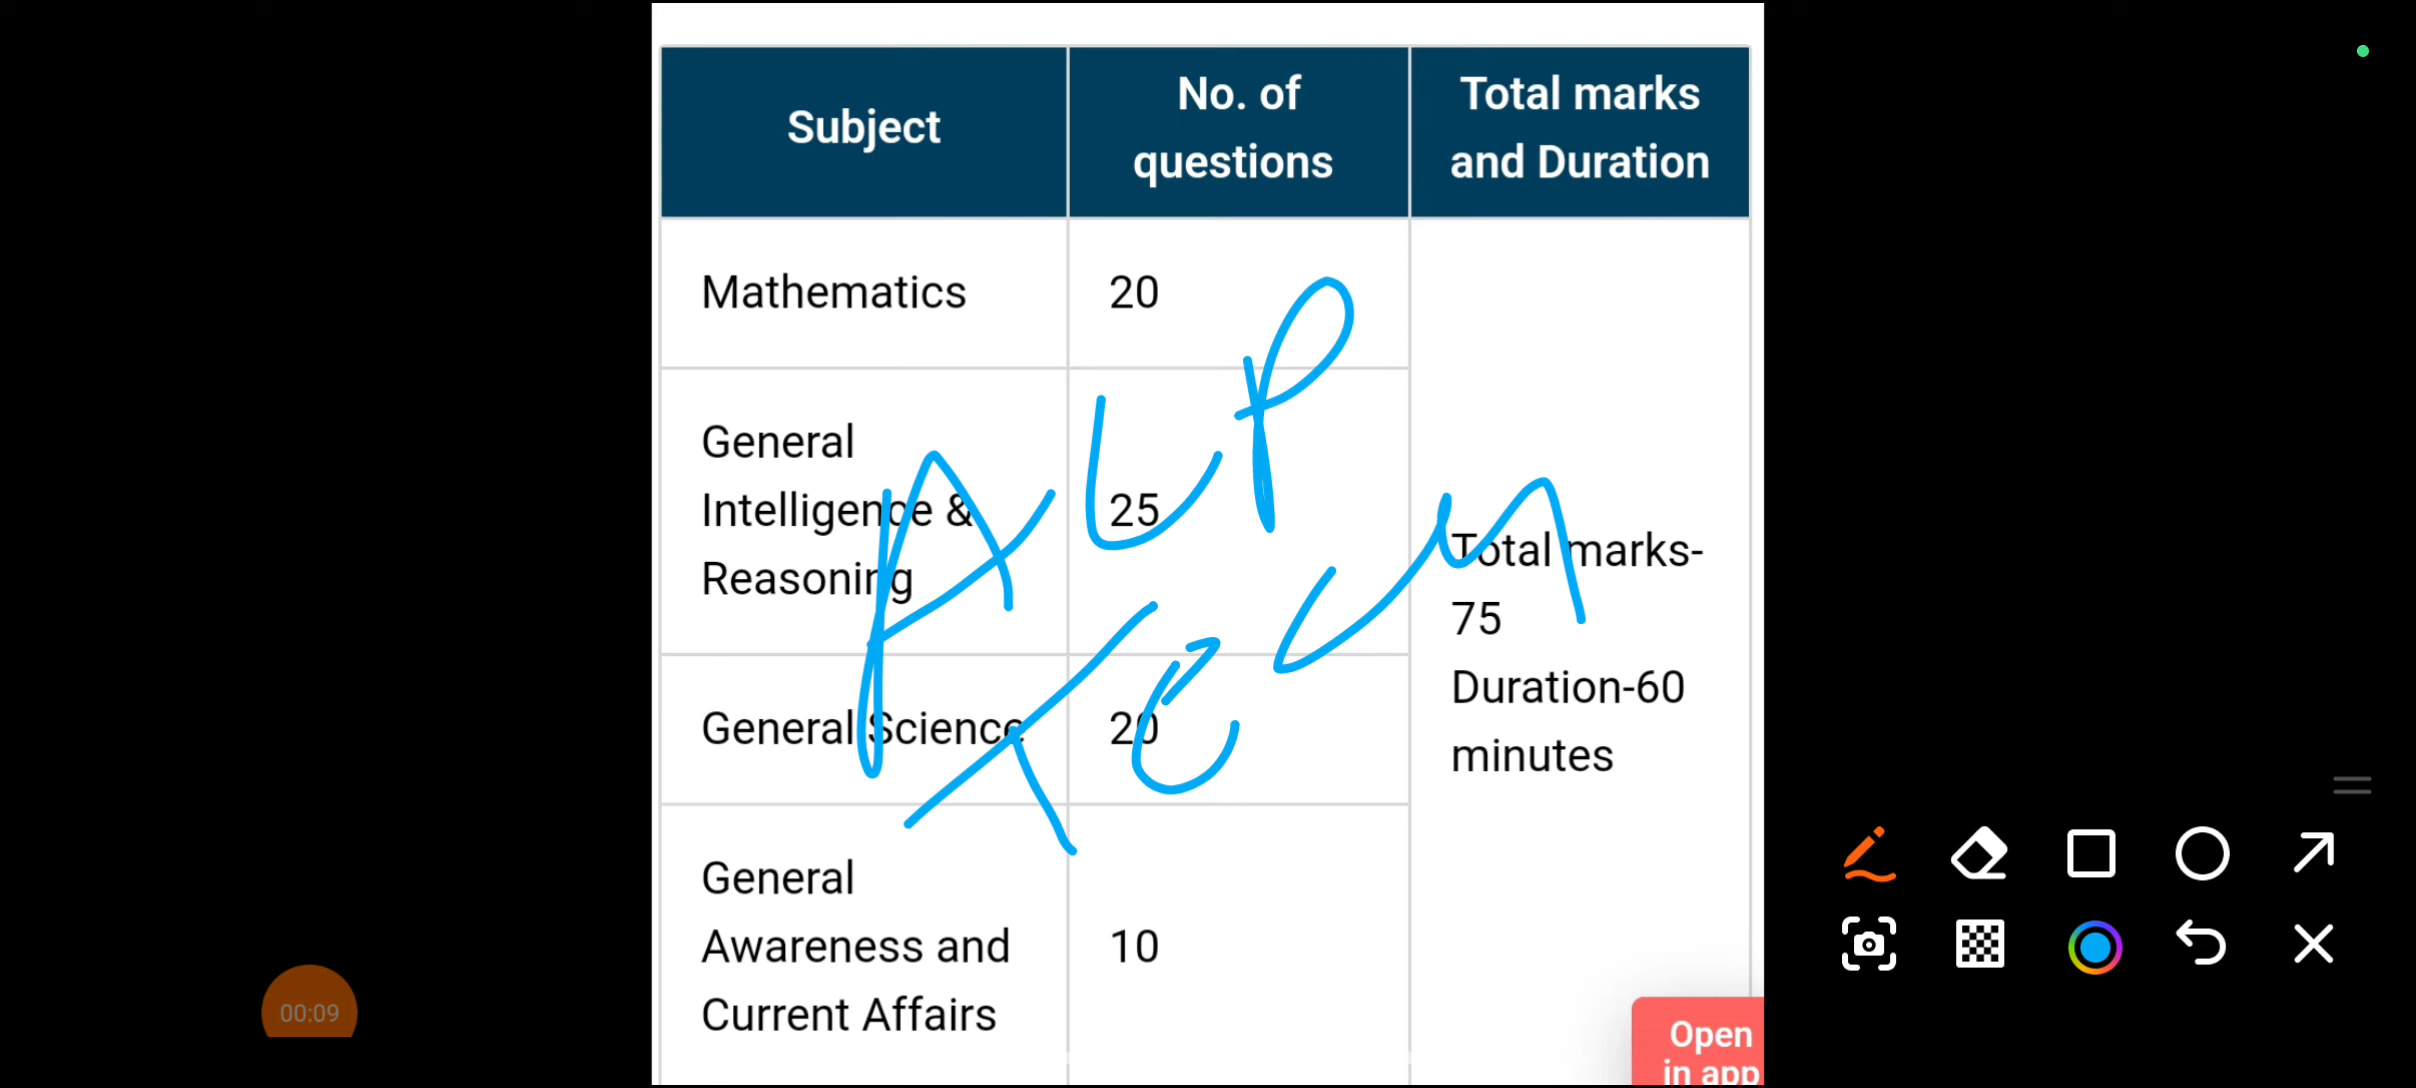 Subject
No. of
questions
Total marks
and Duration
Mathematics
20
General
Intelligence &
Reasoning
25
General Science
20
General
Awareness and
Current Affairs
10
Total marks-
75
Duration-60
minutes
ALP
Open
in app
00:09